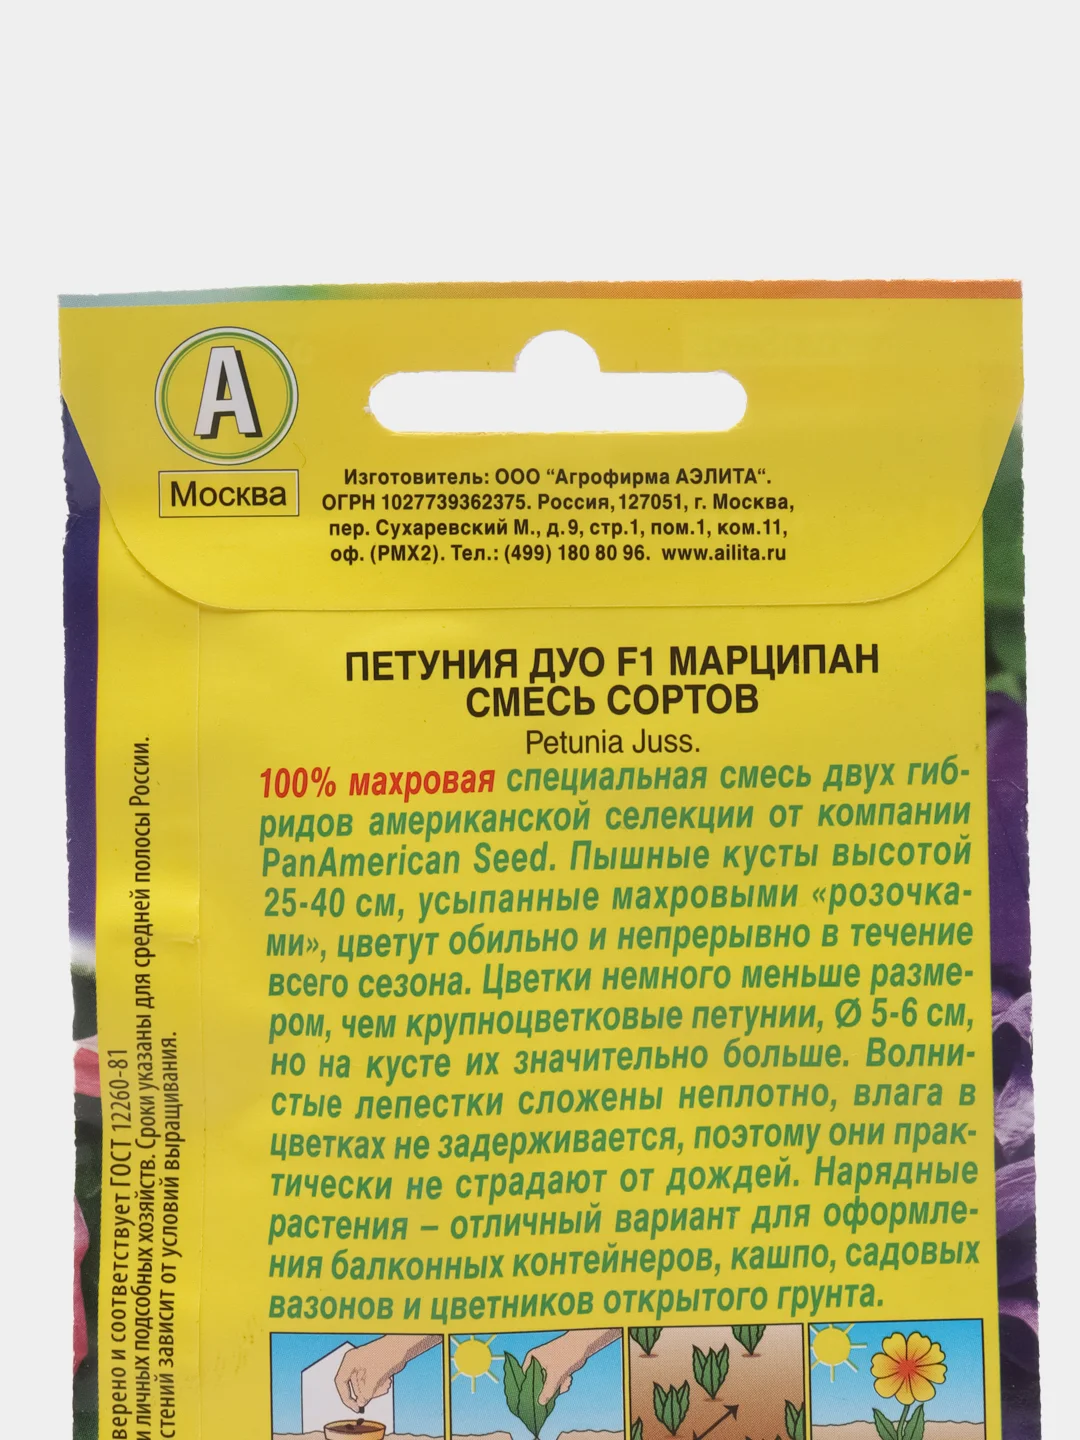 А
Москва
Изготовитель: ООО “Агрофирма АЭЛИТА“.
ОГРН 1027739362375. Россия, 127051, г. Москва,
пер. Сухаревский М., д.9, стр.1, пом.1, ком.11,
оф. (РМХ2). Тел.: (499) 180 80 96. www.ailita.ru
ПЕТУНИЯ ДУО F1 МАРЦИПАН
СМЕСЬ СОРТОВ
Petunia Juss.
100% махровая специальная смесь двух гиб-
ридов американской селекции от компании
PanAmerican Seed. Пышные кусты высотой
25-40 см, усыпанные махровыми «розочка-
ми», цветут обильно и непрерывно в течение
всего сезона. Цветки немного меньше разме-
ром, чем крупноцветковые петунии, Ø 5-6 см,
но на кусте их значительно больше. Волни-
стые лепестки сложены неплотно, влага в
цветках не задерживается, поэтому они прак-
тически не страдают от дождей. Нарядные
растения – отличный вариант для оформле-
ния балконных контейнеров, кашпо, садовых
вазонов и цветников открытого грунта.
верено и соответствует ГОСТ 12260-81
и личных подсобных хозяйств. Сроки указаны для средней полосы России.
стений зависит от условий выращивания.